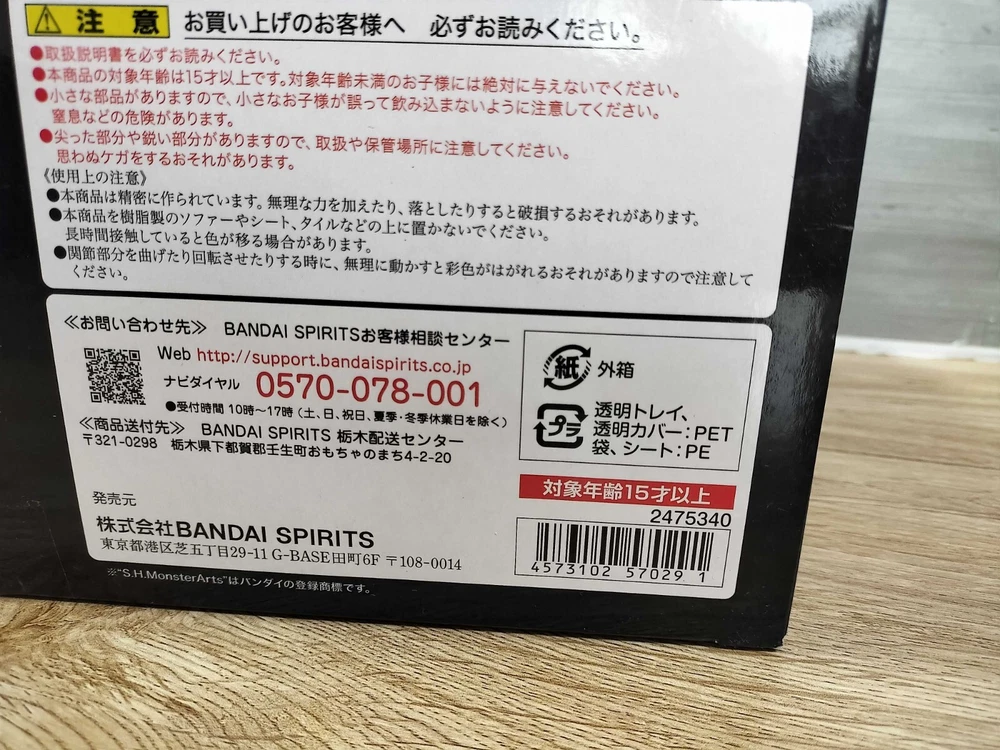 注意 お買い上げのお客様へ 必ずお読みください。
●取扱説明書を必ずお読みください。
●本商品の対象年齢は15才以上です。対象年齢未満のお子様には絶対に与えないでください。
●小さな部品がありますので、小さなお子様が誤って飲み込まないように注意してください。
窒息などの危険があります。
●尖った部分や鋭い部分がありますので、取扱や保管場所に注意してください。
思わぬケガをするおそれがあります。
《使用上の注意》
●本商品は精密に作られています。無理な力を加えたり、落としたりすると破損するおそれがあります。
●本商品を樹脂製のソファーやシート、タイルなどの上に置かないでください。
長時間接触していると色が移る場合があります。
●関節部分を曲げたり回転させたりする時に、無理に動かすと彩色がはがれるおそれがありますので注意して
ください。
≪お問い合わせ先≫ BANDAI SPIRITSお客様相談センター
Web http://support.bandaispirits.co.jp
ナビダイヤル 0570-078-001
●受付時間 10時〜17時（土、日、祝日、夏季・冬季休業日を除く）
≪商品送付先≫ BANDAI SPIRITS 栃木配送センター
〒321-0298 栃木県下都賀郡壬生町おもちゃのまち4-2-20
紙 外箱
プラ 透明トレイ、
透明カバー：PET
袋、シート：PE
対象年齢15才以上
2475340
4573102 57029 1
発売元
株式会社BANDAI SPIRITS
東京都港区芝五丁目29-11 G-BASE田町6F 〒108-0014
※"S.H.MonsterArts"はバンダイの登録商標です。